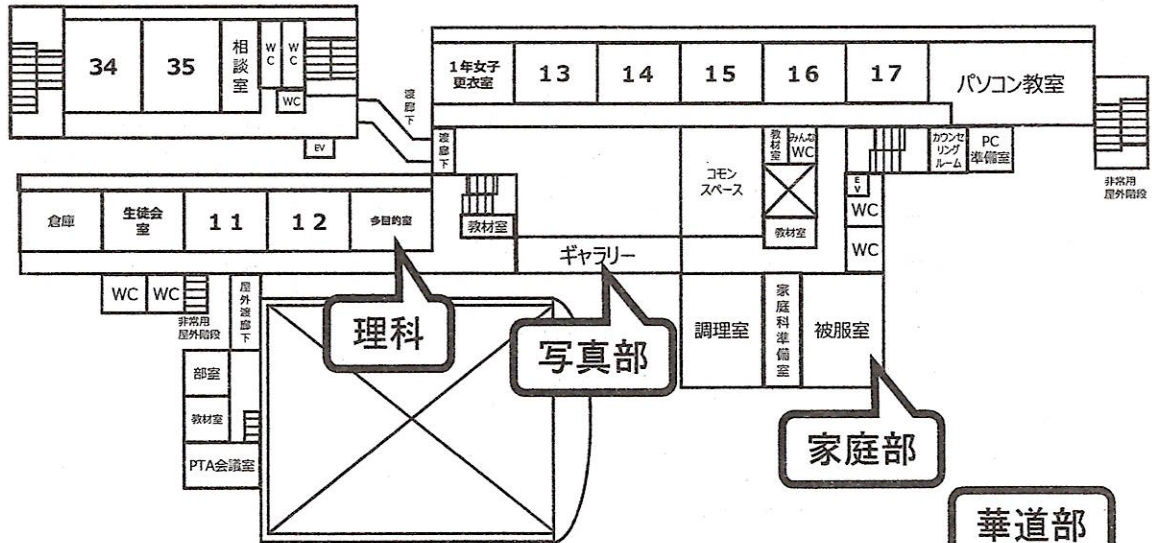 34
35
相談室
WC
WC
WC
渡廊下
EV
1年女子
更衣室
13
14
15
16
17
パソコン教室
渡廊下
コモン
スペース
教材室
みんな
WC
教材室
EV
WC
WC
カウンセ
リング
ルーム
PC
準備室
非常用
屋外階段
倉庫
生徒会
室
11
12
多目的室
教材室
ギャラリー
WC
WC
非常用
屋外階段
屋外渡廊下
部室
教材室
PTA会議室
調理室
家庭科準備室
被服室
理科
写真部
家庭部
華道部